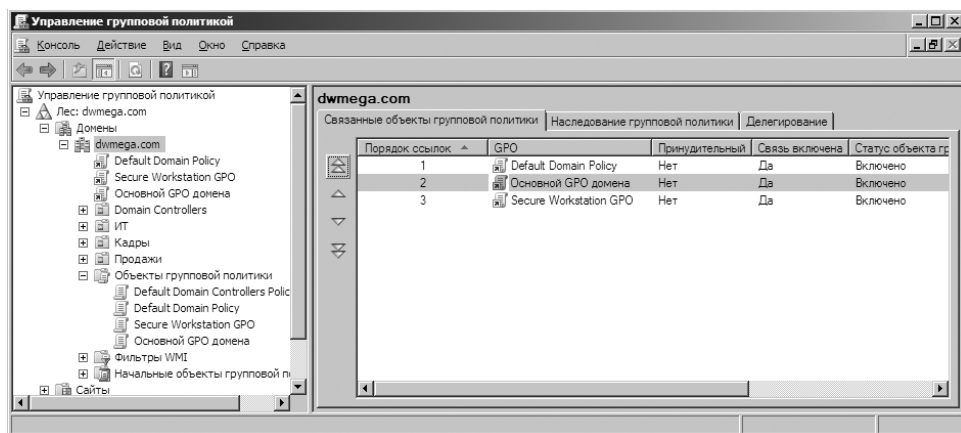 Управление групповой политикой
Консоль Действие Вид Окно Справка
Управление групповой политикой
Лес: dwmega.com
Домены
dwmega.com
Default Domain Policy
Secure Workstation GPO
Основной GPO домена
Domain Controllers
ИТ
Кадры
Продажи
Объекты групповой политики
Default Domain Controllers Polic
Default Domain Policy
Secure Workstation GPO
Основной GPO домена
Фильтры WMI
Начальные объекты групповой п
Сайты
dwmega.com
Связанные объекты групповой политики Наследование групповой политики Делегирование
Порядок ссылок GPO Принудительный Связь включена Статус объекта гр
1 Default Domain Policy Нет Да Включено
2 Основной GPO домена Нет Да Включено
3 Secure Workstation GPO Нет Да Включено